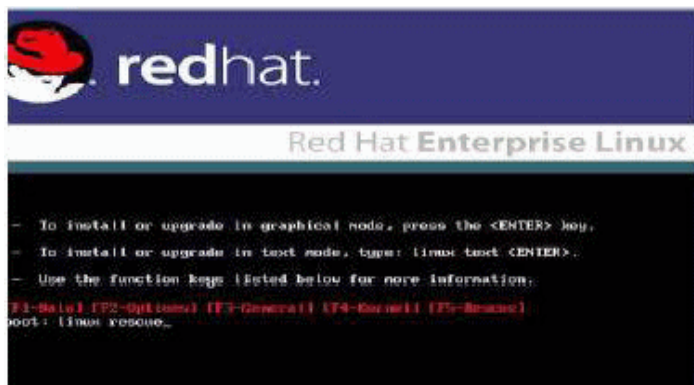 redhat.
Red Hat Enterprise Linux
- To install or upgrade in graphical mode, press the <ENTER> key.
- To install or upgrade in text mode, type: linux text <ENTER>.
- Use the function keys listed below for more information.
[F1-Main] [F2-Options] [F3-General] [F4-Kernel] [F5-Rescue]
boot: linux rescue_